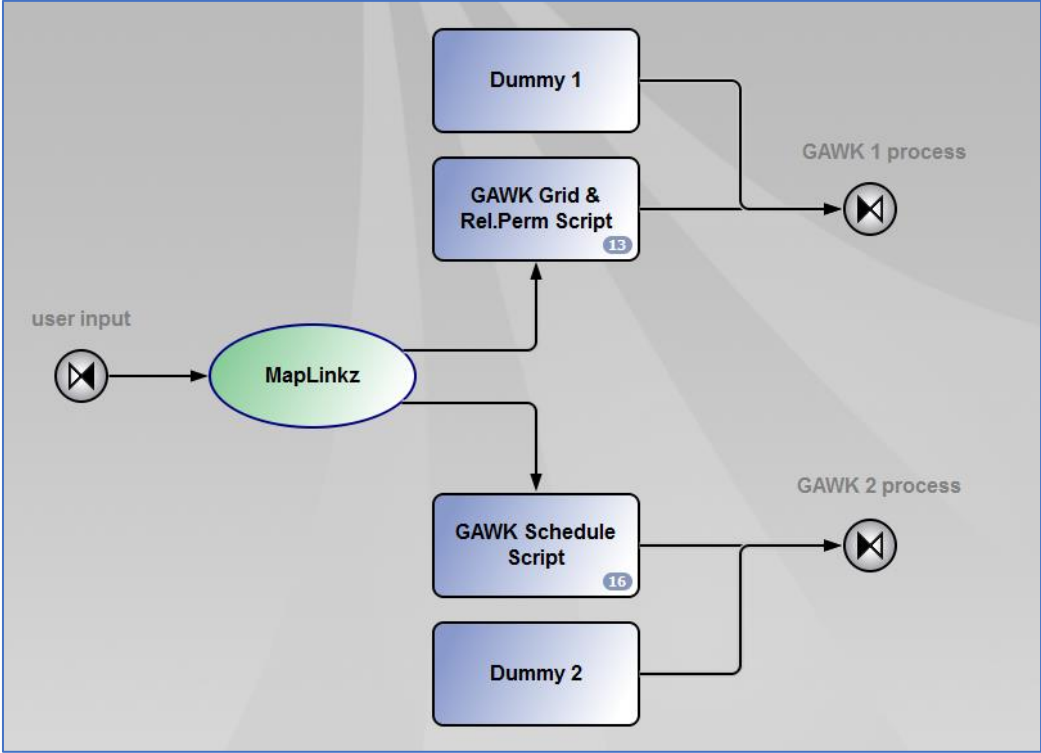 Dummy 1
GAWK 1 process
GAWK Grid &
Rel.Perm Script
13
user input
MapLinkz
GAWK 2 process
GAWK Schedule
Script
16
Dummy 2